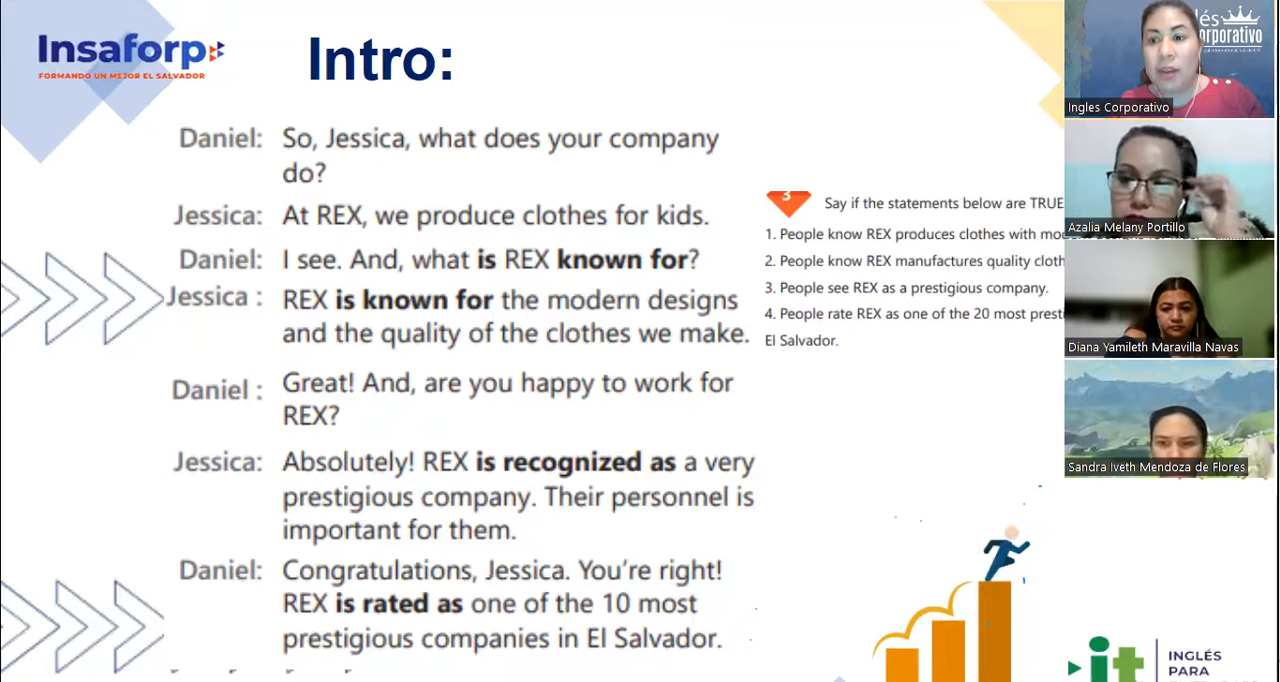 Insaforp
FORMANDO UN MEJOR EL SALVADOR
Intro:
Daniel: So, Jessica, what does your company
do?
Jessica: At REX, we produce clothes for kids.
Daniel: I see. And, what is REX known for?
Jessica : REX is known for the modern designs
and the quality of the clothes we make.
Daniel : Great! And, are you happy to work for
REX?
Jessica: Absolutely! REX is recognized as a very
prestigious company. Their personnel is
important for them.
Daniel: Congratulations, Jessica. You're right!
REX is rated as one of the 10 most
prestigious companies in El Salvador.
3 Say if the statements below are TRUE
1. People know REX produces clothes with
2. People know REX manufactures quality
3. People see REX as a prestigious company.
4. People rate REX as one of the 20 most
El Salvador.
Ingles Corporativo
Azalia Melany Portillo
Diana Yamileth Maravilla Navas
Sandra Iveth Mendoza de Flores
it
INGLÉS
PARA